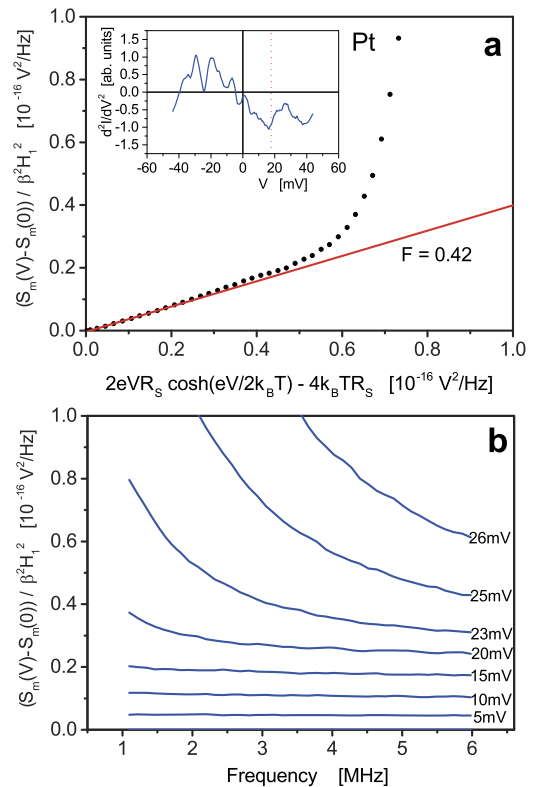 1.0
0.8
0.6
0.4
0.2
0.0
(Sₘ(V)-Sₘ(0)) / β²H₁² [10⁻¹⁶ V²/Hz]
Pt
a
1.5
1.0
0.5
0.0
-0.5
-1.0
-1.5
d²I/dV² [ab. units]
-60 -40 -20 0 20 40 60
V [mV]
F = 0.42
0.0 0.2 0.4 0.6 0.8 1.0
2eVR_S cosh(eV/2k_BT) - 4k_BTR_S [10⁻¹⁶ V²/Hz]
1.0
0.8
0.6
0.4
0.2
0.0
(Sₘ(V)-Sₘ(0)) / β²H₁² [10⁻¹⁶ V²/Hz]
b
26mV
25mV
23mV
20mV
15mV
10mV
5mV
1 2 3 4 5 6
Frequency [MHz]